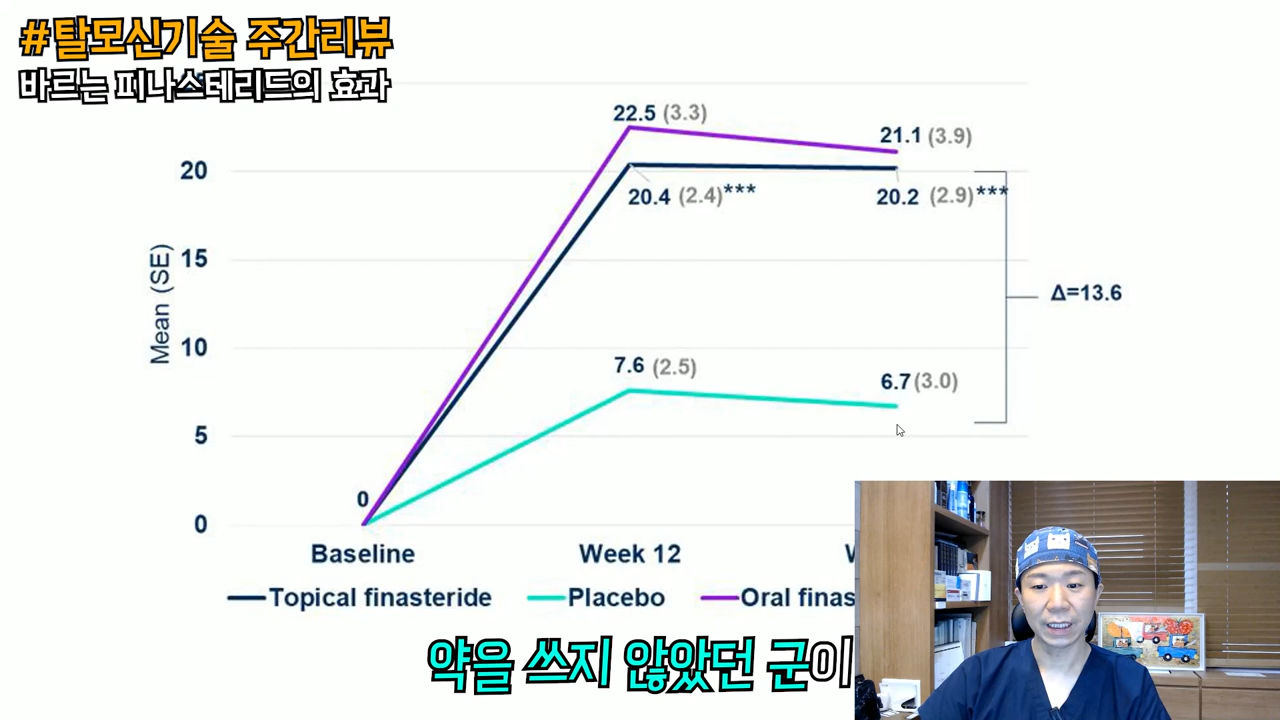 #탈모신기술 주간리뷰
바르는 피나스테리드의 효과
22.5 (3.3)
21.1 (3.9)
20
20.4 (2.4)***
20.2 (2.9)***
15
Mean (SE)
Δ=13.6
10
7.6 (2.5)
6.7 (3.0)
5
0
0
Baseline
Week 12
W
Topical finasteride
Placebo
Oral finas
약을 쓰지 않았던 군이